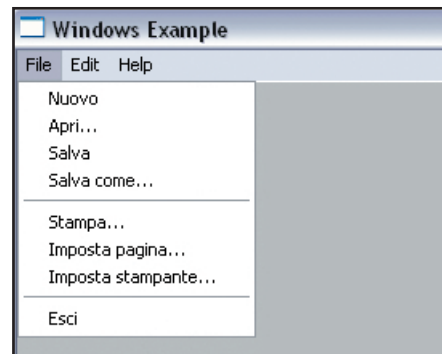 Windows Example
File Edit Help
Nuovo
Apri...
Salva
Salva come...
Stampa...
Imposta pagina...
Imposta stampante...
Esci